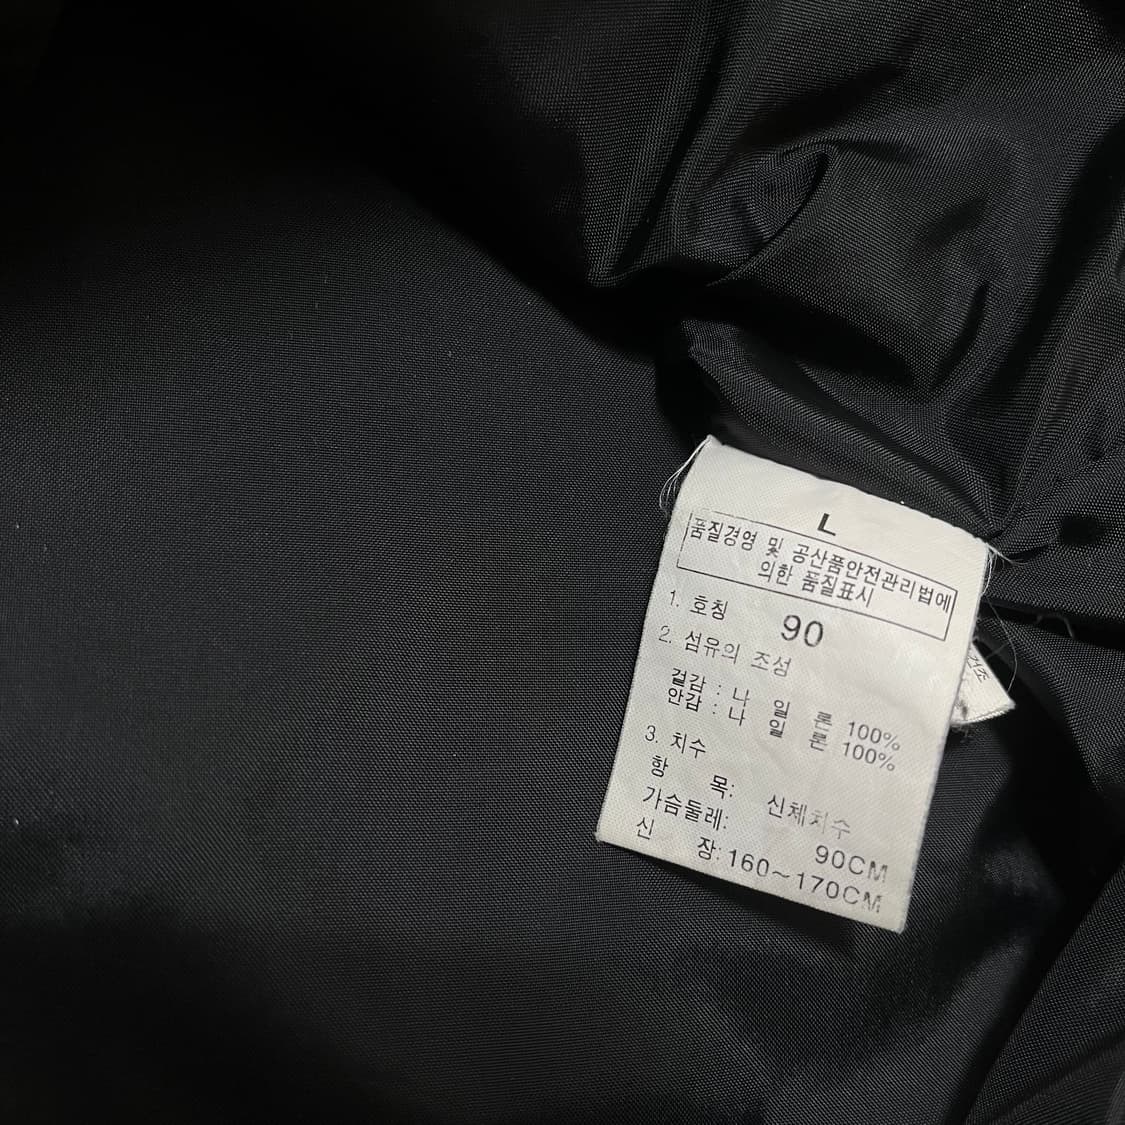 L
품질경영 및 공산품안전관리법에
의한 품질표시
1. 호칭 90
2. 섬유의 조성
겉감 : 나 일 론 100%
안감 : 나 일 론 100%
3. 치수
항 목: 신체치수
가슴둘레: 90CM
신 장: 160~170CM
건조